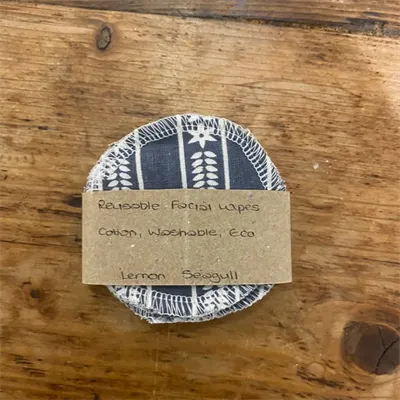 Reusable Facial Wipes
Cotton, Washable, Eco
Lemon Seagull